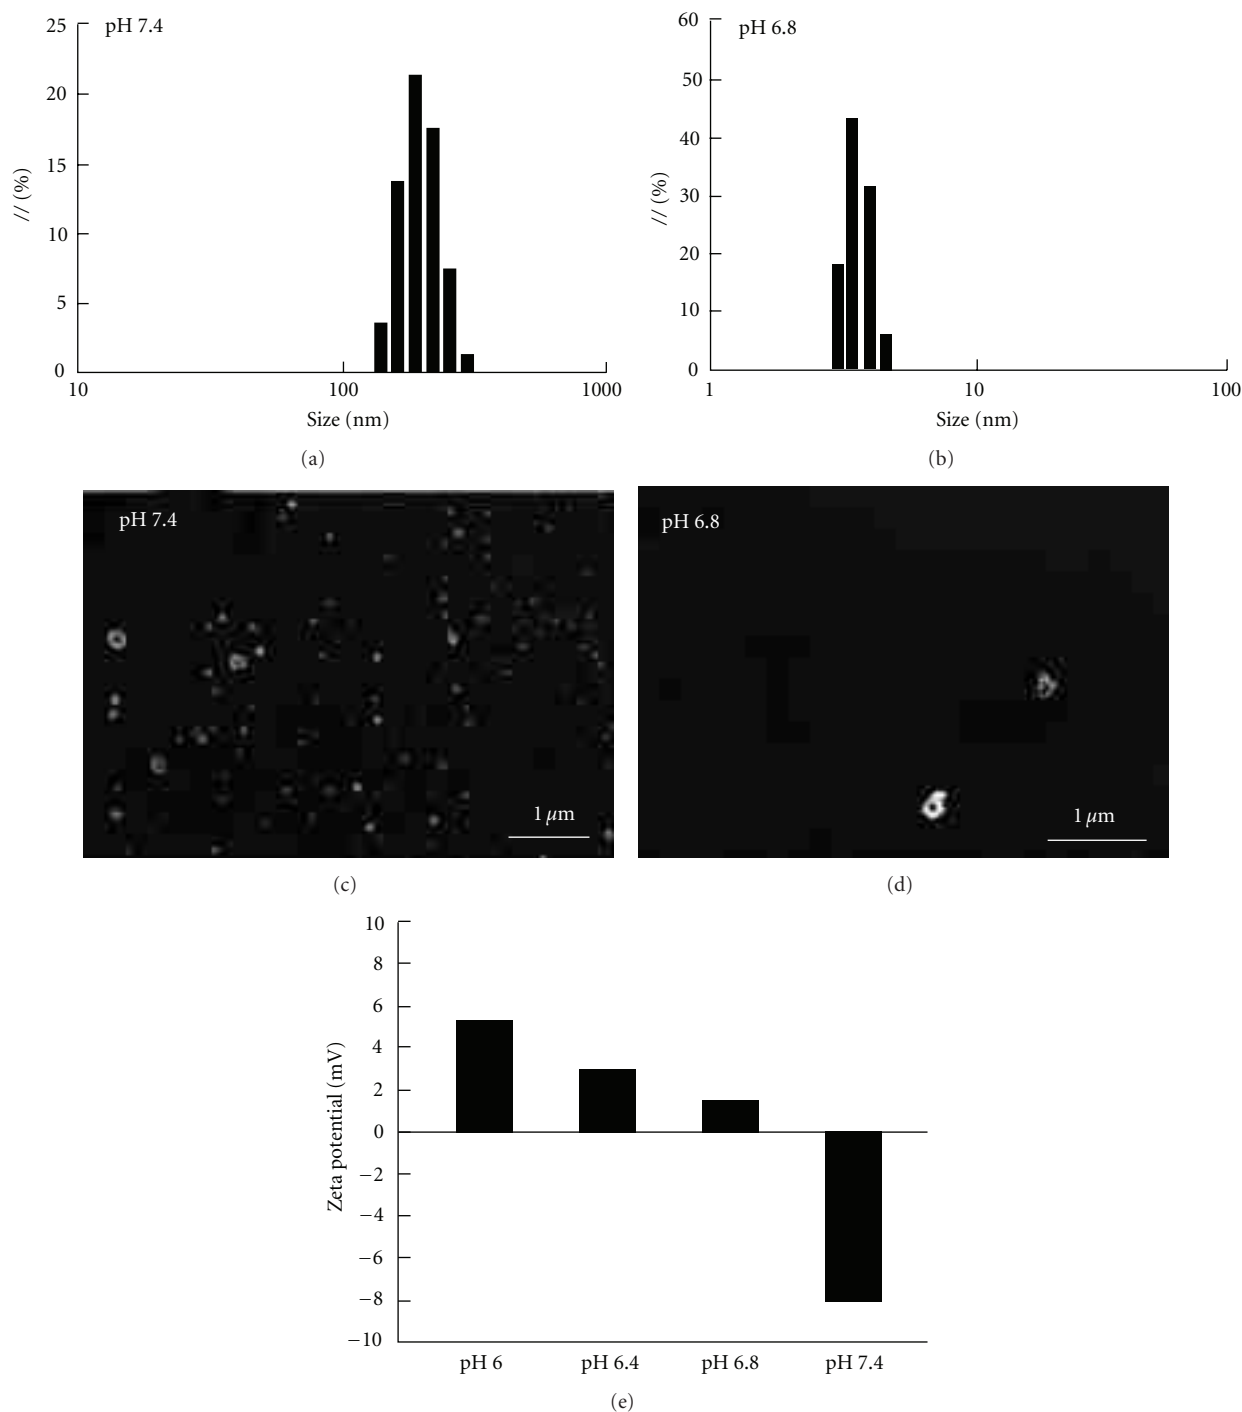 pH 7.4
25
20
15
10
5
0
// (%)
10 100 1000
Size (nm)
(a)
pH 6.8
60
50
40
30
20
10
0
// (%)
1 10 100
Size (nm)
(b)
pH 7.4
1 µm
(c)
pH 6.8
1 µm
(d)
10
8
6
4
2
0
−2
−4
−6
−8
−10
Zeta potential (mV)
pH 6 pH 6.4 pH 6.8 pH 7.4
(e)